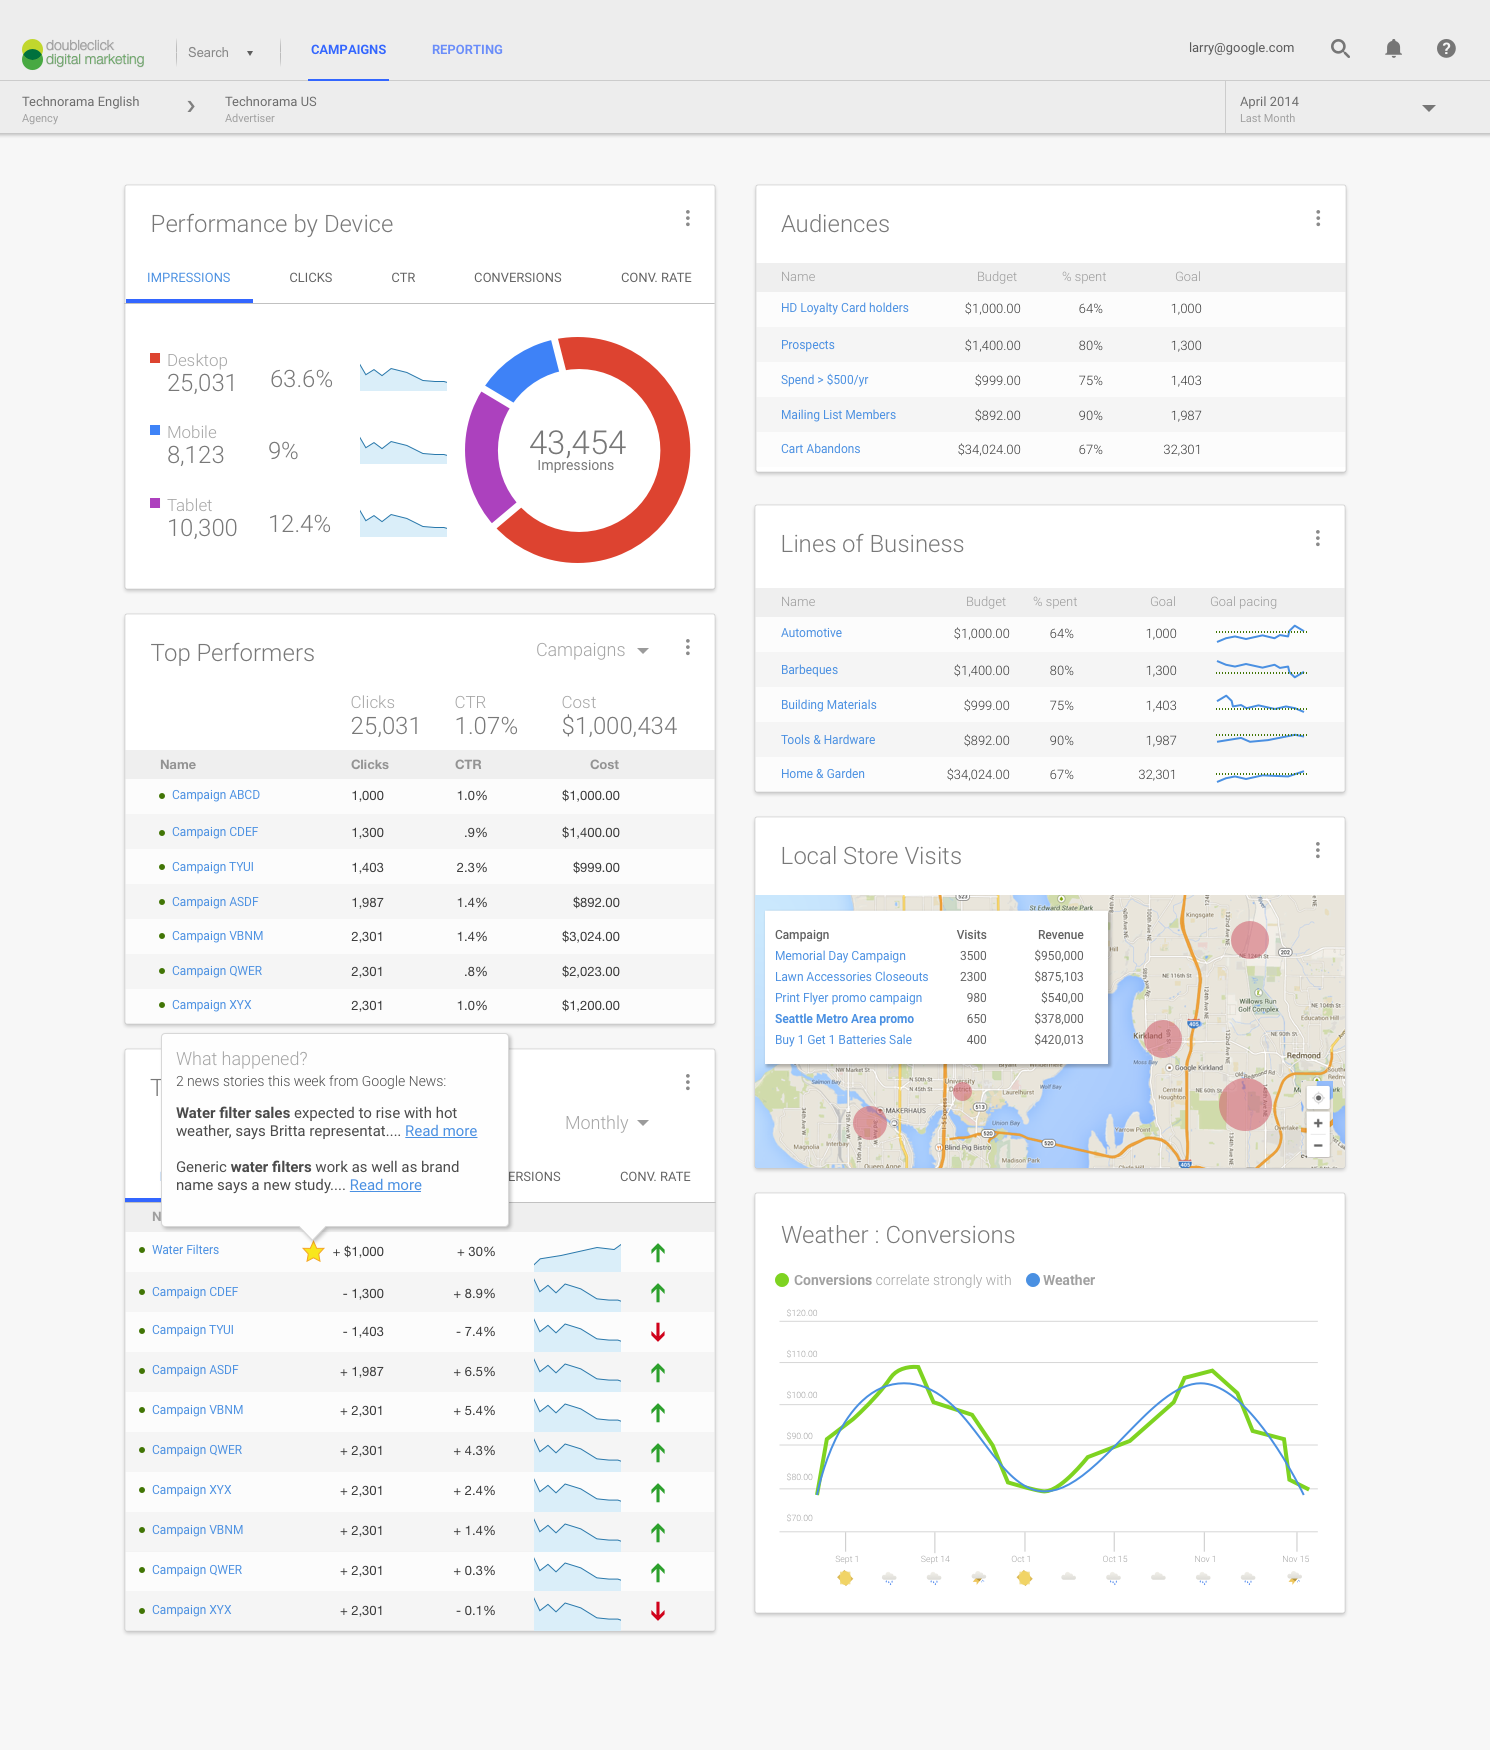 doubleclick
digital marketing
Search
CAMPAIGNS
REPORTING
larry@google.com
Technorama English
Agency
Technorama US
Advertiser
April 2014
Last Month
Performance by Device
IMPRESSIONS CLICKS CTR CONVERSIONS CONV. RATE
Desktop
25,031 63.6%
Mobile
8,123 9%
Tablet
10,300 12.4%
43,454
Impressions
Top Performers
Campaigns
Clicks CTR Cost
25,031 1.07% $1,000,434
Name Clicks CTR Cost
Campaign ABCD 1,000 1.0% $1,000.00
Campaign CDEF 1,300 .9% $1,400.00
Campaign TYUI 1,403 2.3% $999.00
Campaign ASDF 1,987 1.4% $892.00
Campaign VBNM 2,301 1.4% $3,024.00
Campaign QWER 2,301 .8% $2,023.00
Campaign XYX 2,301 1.0% $1,200.00
What happened?
2 news stories this week from Google News:
Water filter sales expected to rise with hot
weather, says Britta representat.... Read more
Generic water filters work as well as brand
name says a new study.... Read more
T
Monthly
ERSIONS CONV. RATE
N
Water Filters + $1,000 + 30%
Campaign CDEF - 1,300 + 8.9%
Campaign TYUI - 1,403 - 7.4%
Campaign ASDF + 1,987 + 6.5%
Campaign VBNM + 2,301 + 5.4%
Campaign QWER + 2,301 + 4.3%
Campaign XYX + 2,301 + 2.4%
Campaign VBNM + 2,301 + 1.4%
Campaign QWER + 2,301 + 0.3%
Campaign XYX + 2,301 - 0.1%
Audiences
Name Budget % spent Goal
HD Loyalty Card holders $1,000.00 64% 1,000
Prospects $1,400.00 80% 1,300
Spend > $500/yr $999.00 75% 1,403
Mailing List Members $892.00 90% 1,987
Cart Abandons $34,024.00 67% 32,301
Lines of Business
Name Budget % spent Goal Goal pacing
Automotive $1,000.00 64% 1,000
Barbeques $1,400.00 80% 1,300
Building Materials $999.00 75% 1,403
Tools & Hardware $892.00 90% 1,987
Home & Garden $34,024.00 67% 32,301
Local Store Visits
Campaign Visits Revenue
Memorial Day Campaign 3500 $950,000
Lawn Accessories Closeouts 2300 $875,103
Print Flyer promo campaign 980 $540,00
Seattle Metro Area promo 650 $378,000
Buy 1 Get 1 Batteries Sale 400 $420,013
St Edward State Park
Kingsgate
202
NE 116th St
Willows Run
Golf Complex
NE 104th St
Education Hill
405
Kirkland
Redmond
Google Kirkland
Central
Houghton
NE 60th St
Salmon Bay
N 50th St
N 45th St
University
Laurelhurst
Wolf Bay
513
MAKERHAUS
520
Blind Pig Bistro
520
Magnolia
Interbay
Queen Anne
Madison Park
Yarrow Point
Overlake
405
+
−
Weather : Conversions
Conversions correlate strongly with Weather
$120.00
$110.00
$100.00
$90.00
$80.00
$70.00
Sept 1 Sept 14 Oct 1 Oct 15 Nov 1 Nov 15